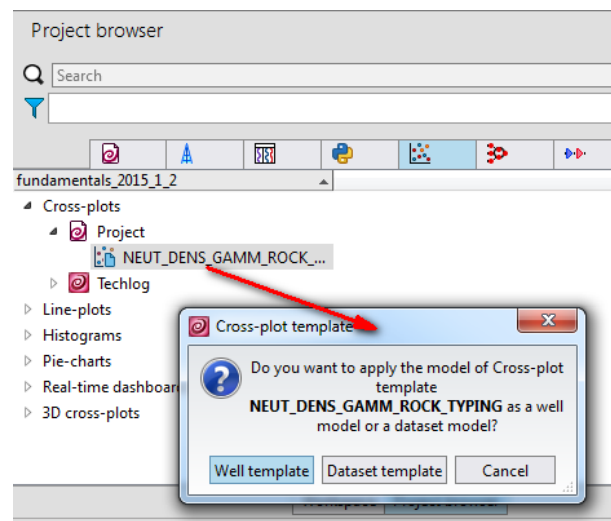 Project browser
Search
fundamentals_2015_1_2
Cross-plots
Project
NEUT_DENS_GAMM_ROCK_...
Techlog
Line-plots
Histograms
Pie-charts
Real-time dashboar
3D cross-plots
Cross-plot template
Do you want to apply the model of Cross-plot
template
NEUT_DENS_GAMM_ROCK_TYPING as a well
model or a dataset model?
Well template Dataset template Cancel